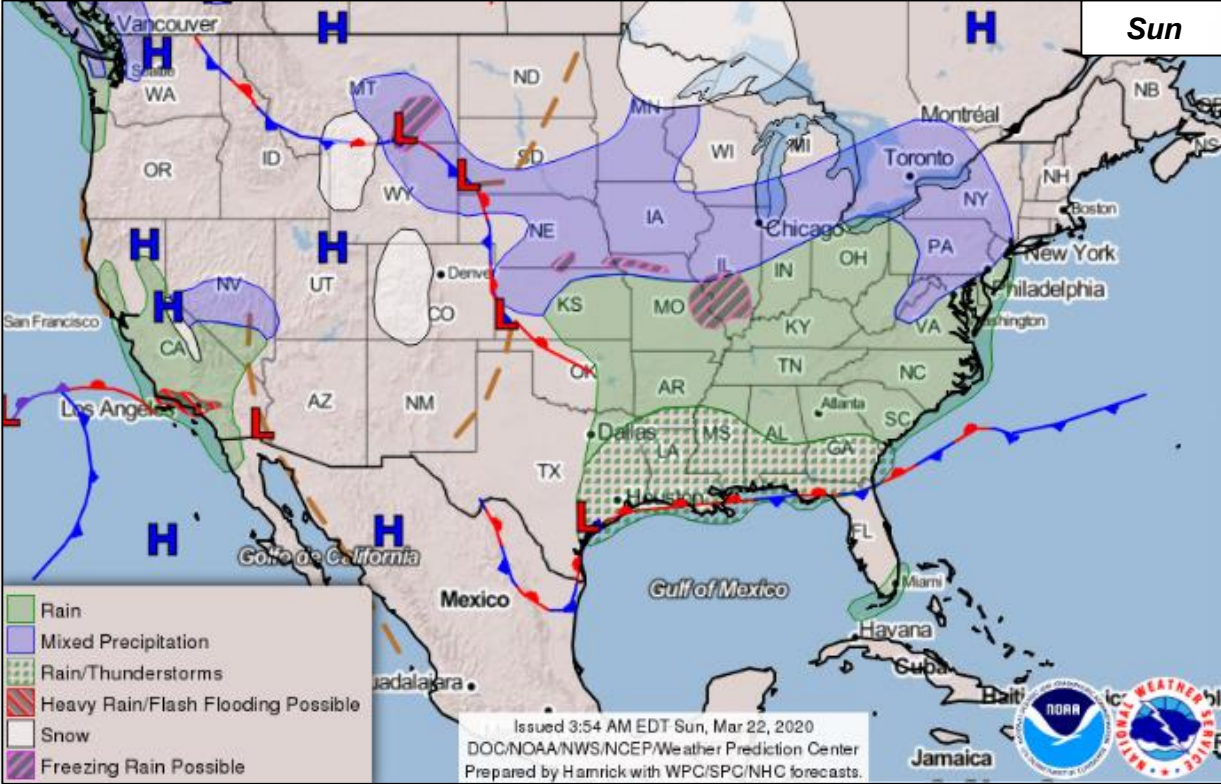 Sun
Vancouver
H
H
H
Seattle
WA
MT
ND
MN
NB
Montréal
NS
L
OR
ID
WY
SD
WI
MI
Toronto
NH
NY
Boston
L
NE
IA
Chicago
H
H
NV
UT
Denver
CO
KS
MO
IL
IN
OH
PA
New York
Philadelphia
Washington
VA
KY
San Francisco
H
CA
L
OK
AR
TN
NC
Los Angeles
L
L
AZ
NM
Atlanta
SC
Dallas
LA
MS
AL
GA
TX
Houston
L
H
H
Golfo de California
FL
Mexico
Gulf of Mexico
Miami
Havana
Cuba
uadalajara
Jamaica
Rain
Mixed Precipitation
Rain/Thunderstorms
Heavy Rain/Flash Flooding Possible
Snow
Freezing Rain Possible
Issued 3:54 AM EDT Sun, Mar 22, 2020
DOC/NOAA/NWS/NCEP/Weather Prediction Center
Prepared by Hamrick with WPC/SPC/NHC forecasts.
NOAA
NATIONAL WEATHER SERVICE